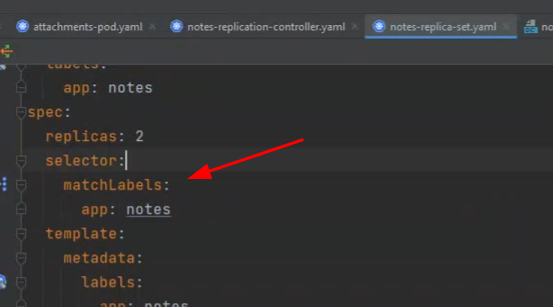 attachments-pod.yaml × notes-replication-controller.yaml × notes-replica-set.yaml × no
labels:
app: notes
spec:
replicas: 2
selector:
matchLabels:
app: notes
template:
metadata:
labels:
app: notes